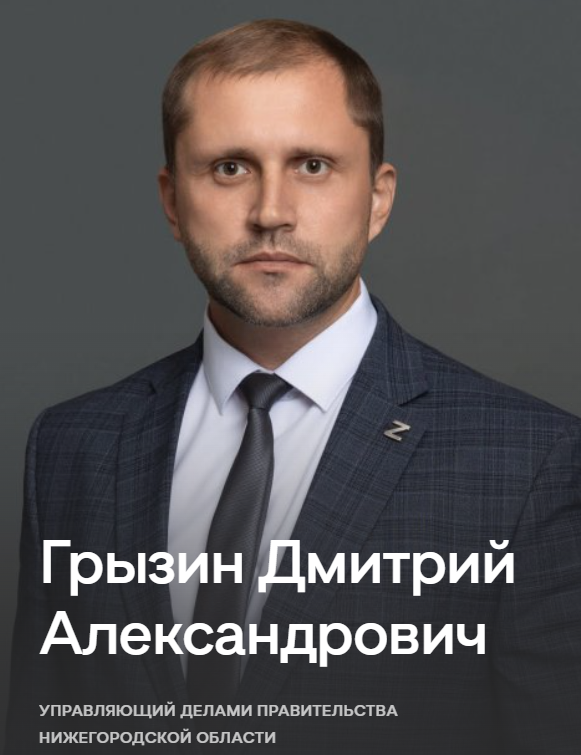 Z
Грызин Дмитрий
Александрович
УПРАВЛЯЮЩИЙ ДЕЛАМИ ПРАВИТЕЛЬСТВА
НИЖЕГОРОДСКОЙ ОБЛАСТИ